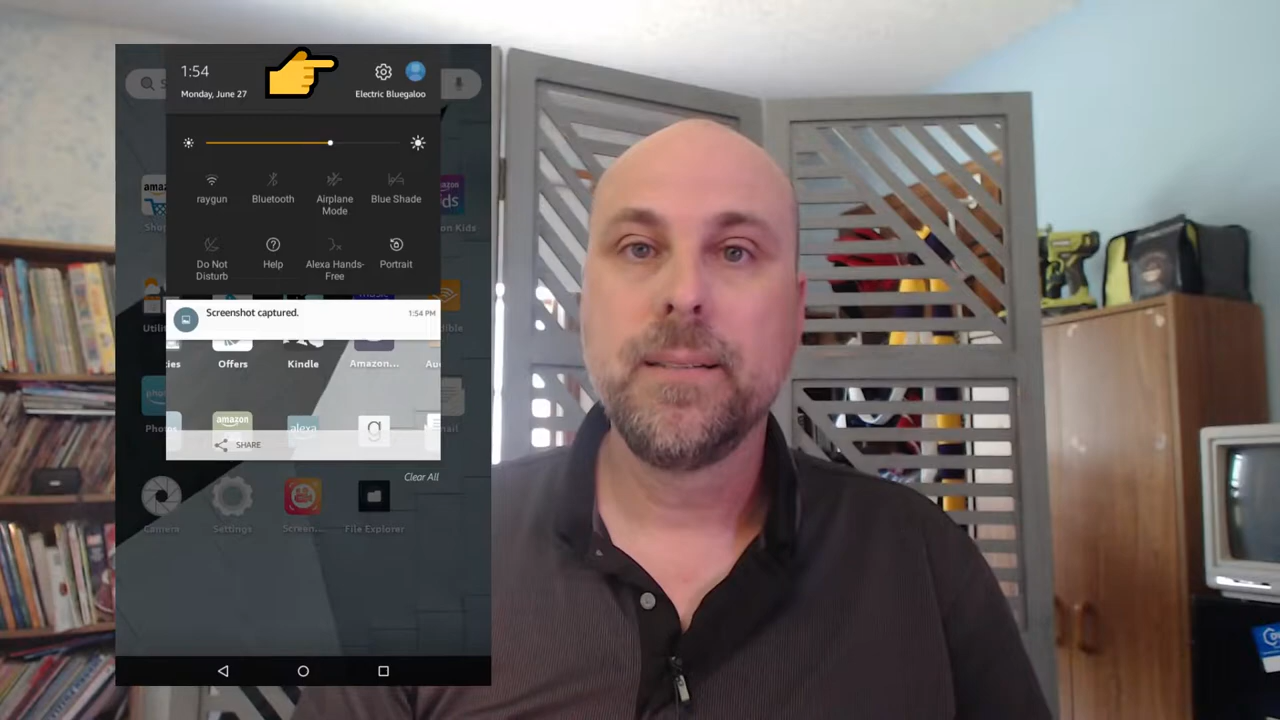 1:54
Monday, June 27
Electric Bluegaloo
raygun
Bluetooth
Airplane
Mode
Blue Shade
Do Not
Disturb
Help
Alexa Hands-
Free
Portrait
Screenshot captured.
1:54 PM
Offers
Kindle
Amazon...
amazon
alexa
g
SHARE
Clear All
Camera
Settings
Screen...
File Explorer